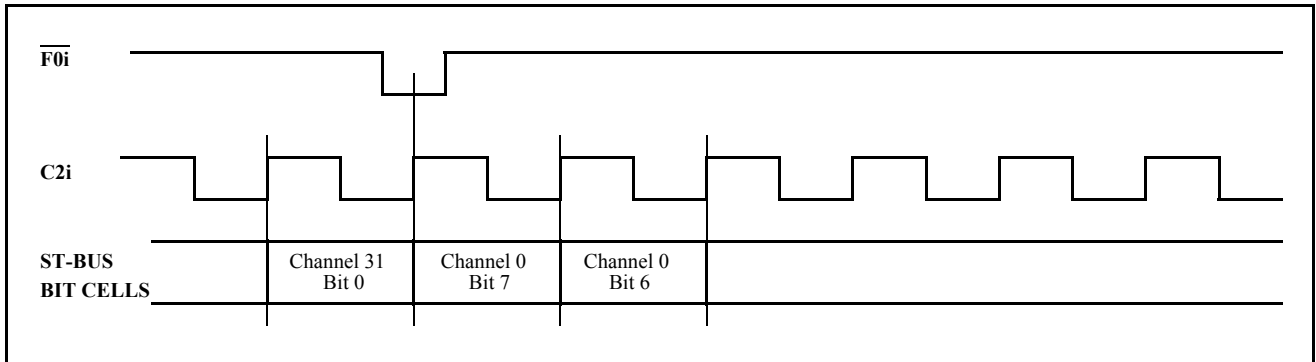 F0i
C2i
ST-BUS
BIT CELLS
Channel 31
Bit 0
Channel 0
Bit 7
Channel 0
Bit 6